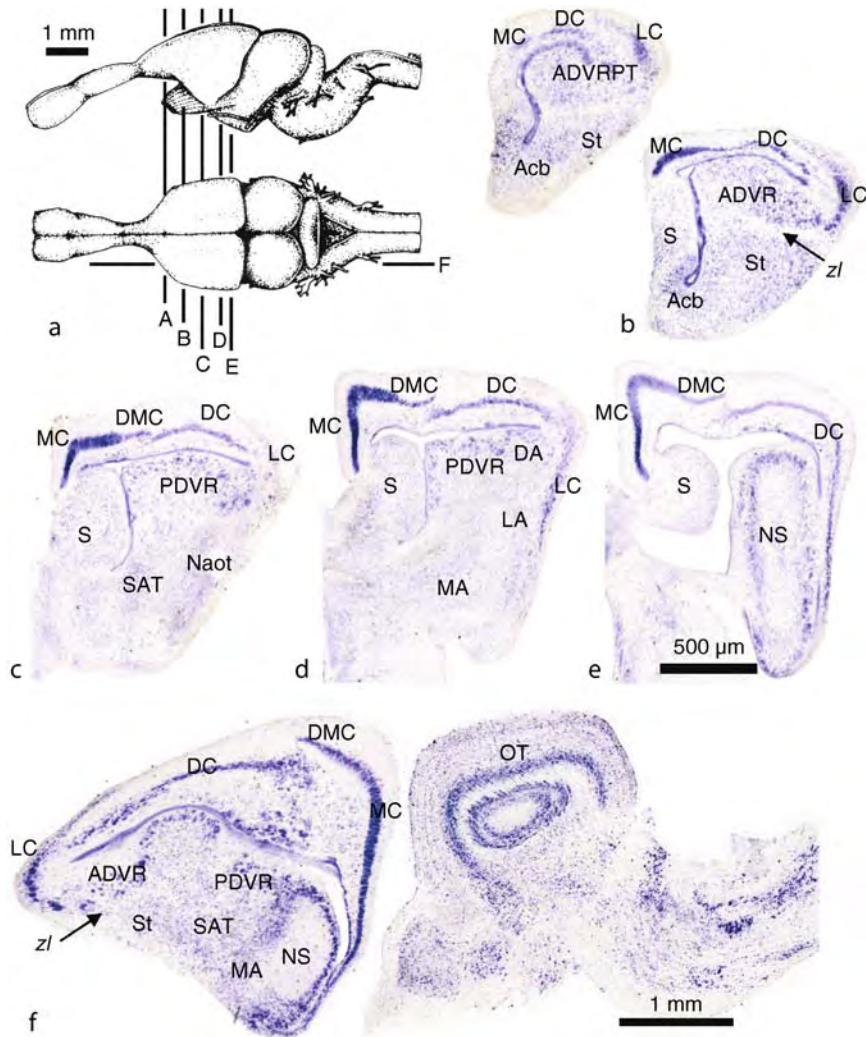 1 mm
A
B
C
D
E
F
a
MC
DC
LC
ADVRPT
St
Acb
MC
DC
ADVR
LC
S
St
zl
Acb
b
MC
DMC
DC
LC
PDVR
S
Naot
SAT
c
DMC
DC
MC
DA
PDVR
S
LC
LA
MA
d
DMC
MC
DC
S
NS
500 µm
e
DMC
DC
MC
LC
ADVR
PDVR
St
SAT
zl
MA
NS
f
OT
1 mm